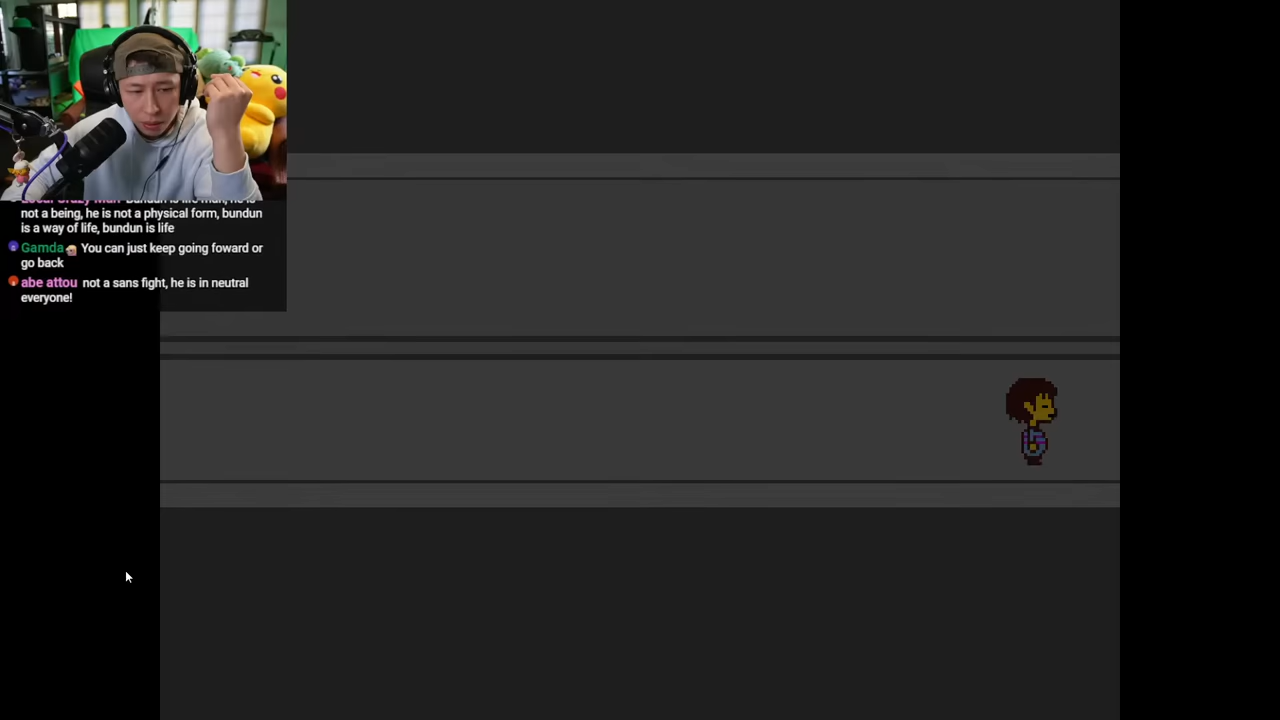 Bundun is life man, he is
not a being, he is not a physical form, bundun
is a way of life, bundun is life
Gamda You can just keep going foward or
go back
abe attou not a sans fight, he is in neutral
everyone!